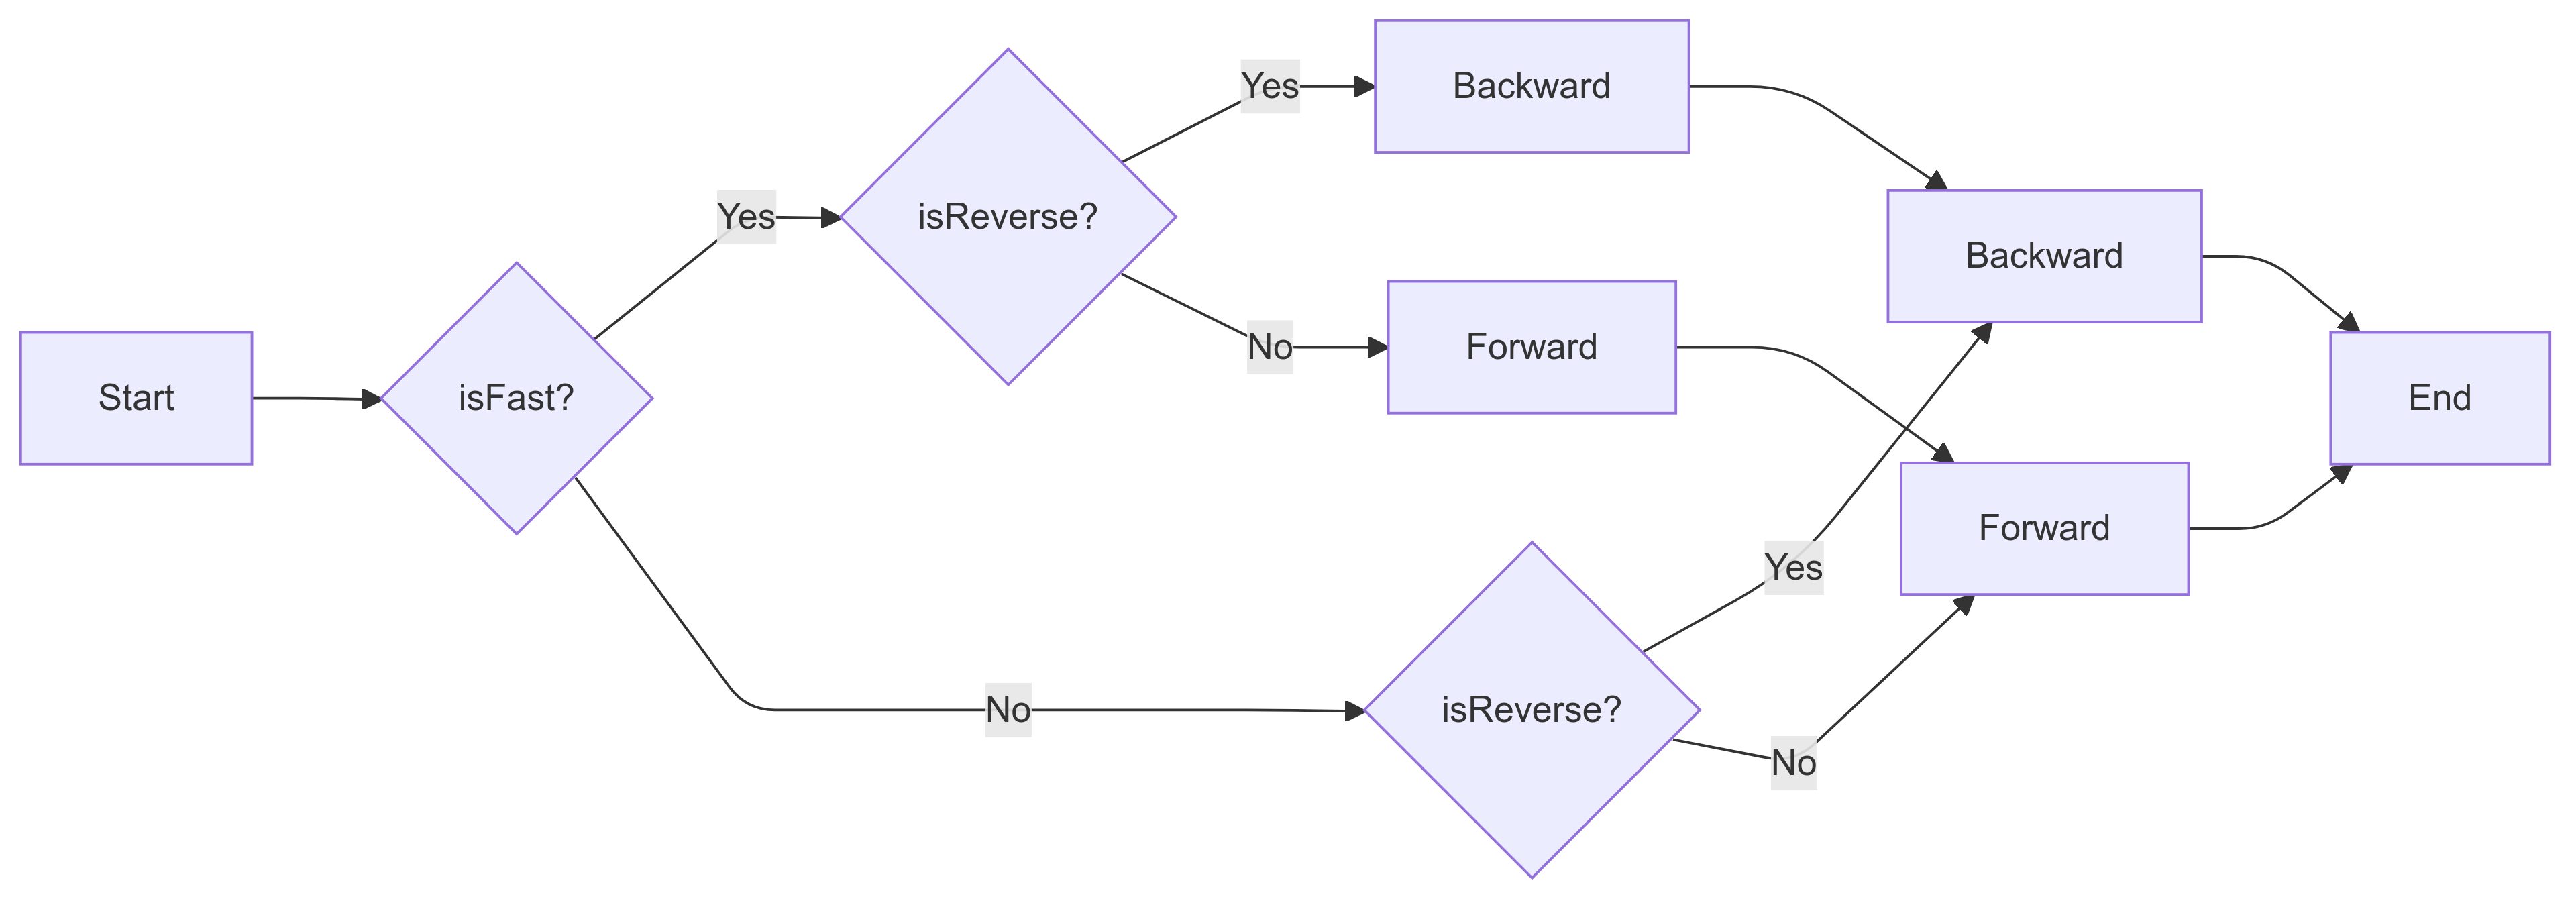 Start
isFast?
Yes
isReverse?
Yes
Backward
No
Forward
No
isReverse?
Yes
Backward
No
Forward
End